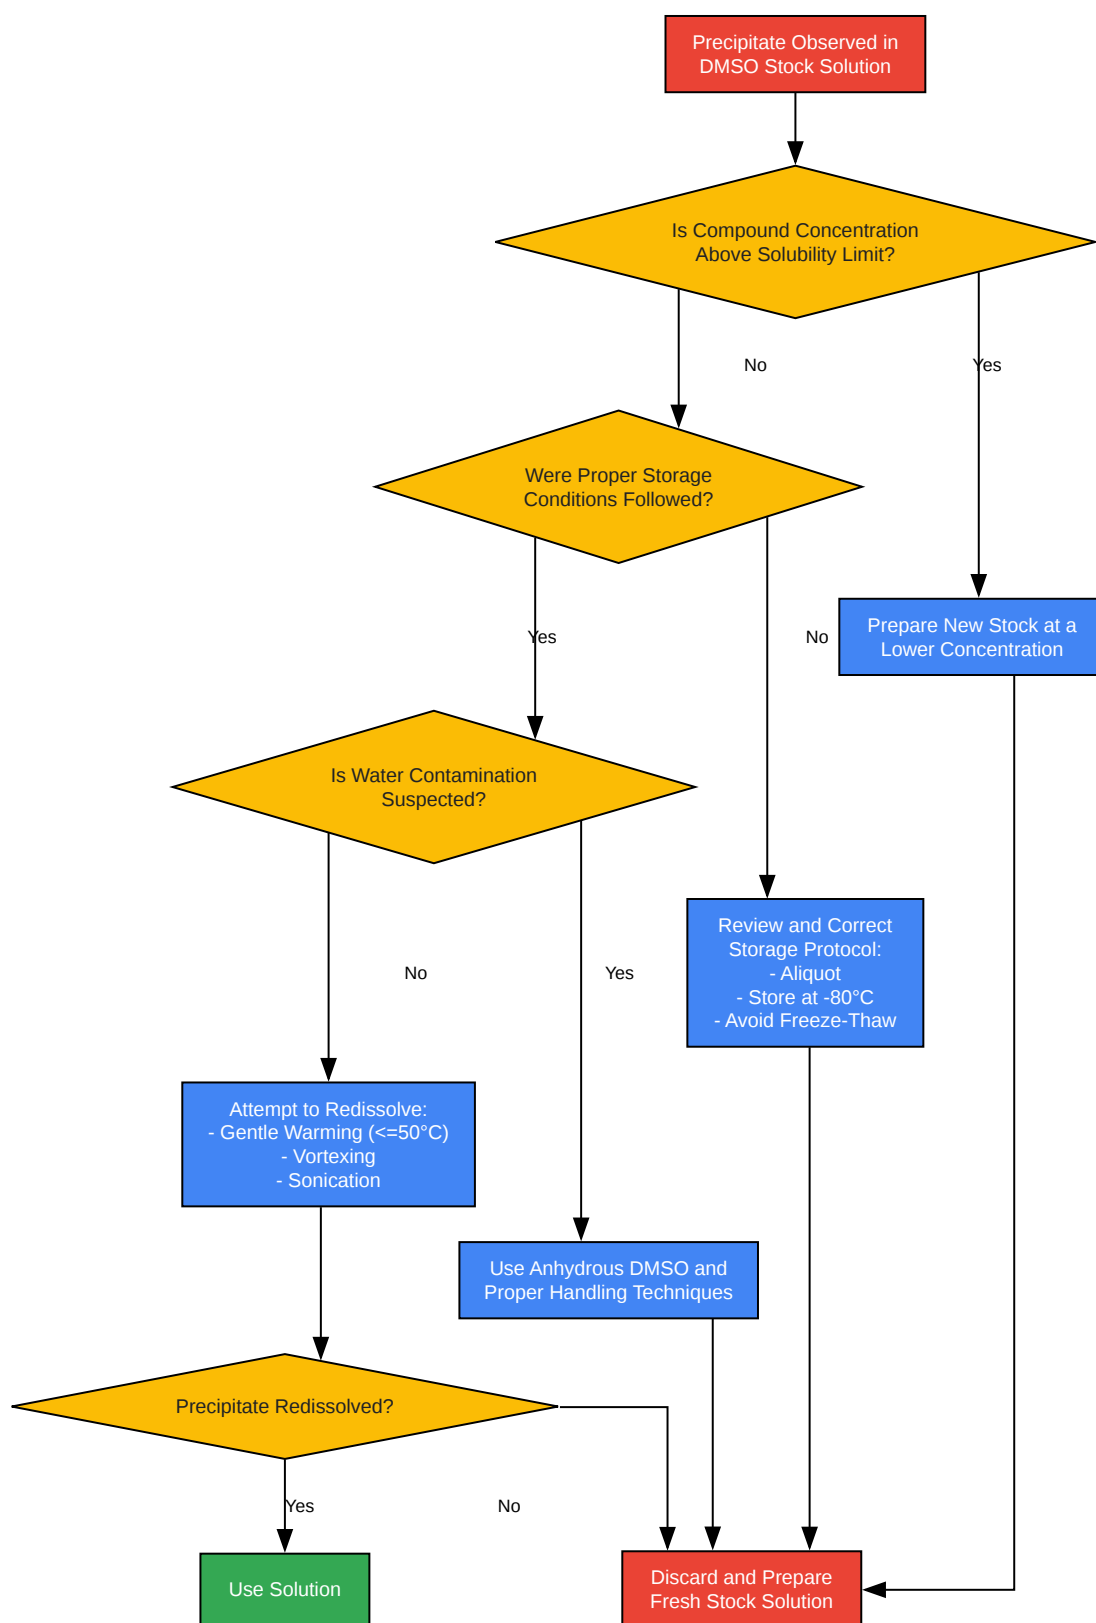 Precipitate Observed in
DMSO Stock Solution
Is Compound Concentration
Above Solubility Limit?
No
Yes
Were Proper Storage
Conditions Followed?
Yes
No
Prepare New Stock at a
Lower Concentration
Is Water Contamination
Suspected?
No
Yes
Review and Correct
Storage Protocol:
- Aliquot
- Store at -80°C
- Avoid Freeze-Thaw
Attempt to Redissolve:
- Gentle Warming (<=50°C)
- Vortexing
- Sonication
Use Anhydrous DMSO and
Proper Handling Techniques
Precipitate Redissolved?
Yes
No
Use Solution
Discard and Prepare
Fresh Stock Solution